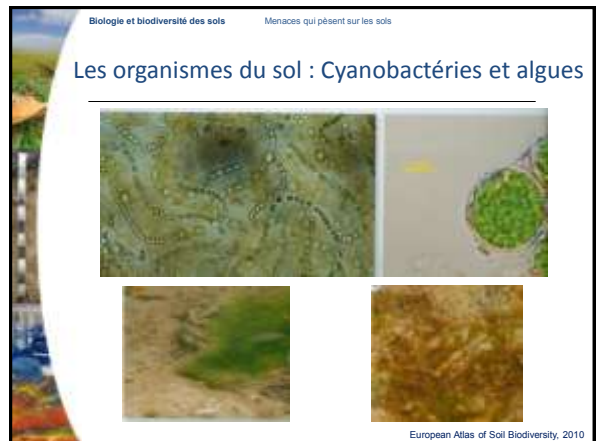 Biologie et biodiversité des sols Menaces qui pèsent sur les sols
Les organismes du sol : Cyanobactéries et algues
European Atlas of Soil Biodiversity, 2010